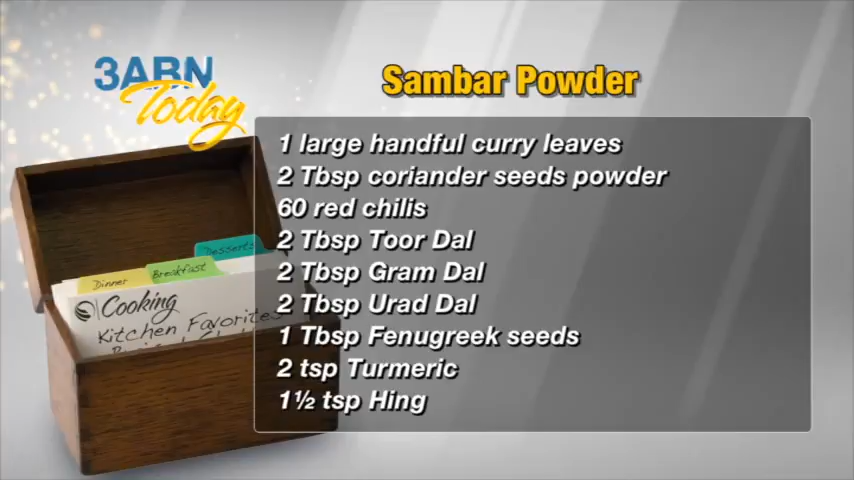 3ABN
Today
Sambar Powder
1 large handful curry leaves
2 Tbsp coriander seeds powder
60 red chilis
2 Tbsp Toor Dal
2 Tbsp Gram Dal
2 Tbsp Urad Dal
1 Tbsp Fenugreek seeds
2 tsp Turmeric
1½ tsp Hing
Desserts
Breakfast
Dinner
Cooking
Kitchen Favorites